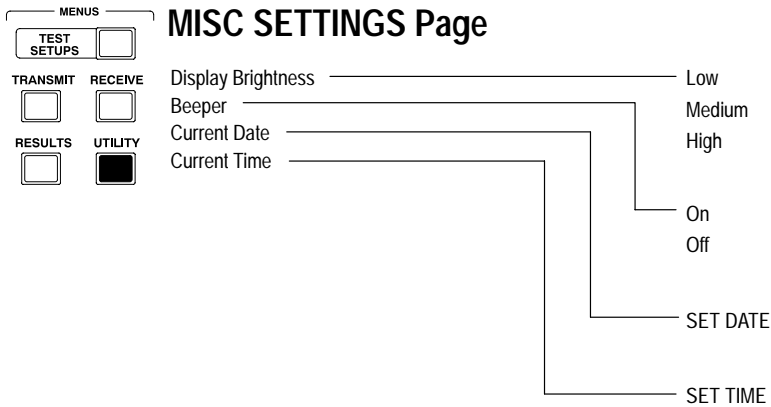 MENUS
TEST
SETUPS
TRANSMIT RECEIVE
RESULTS UTILITY
MISC SETTINGS Page
Display Brightness
Beeper
Current Date
Current Time
Low
Medium
High
On
Off
SET DATE
SET TIME